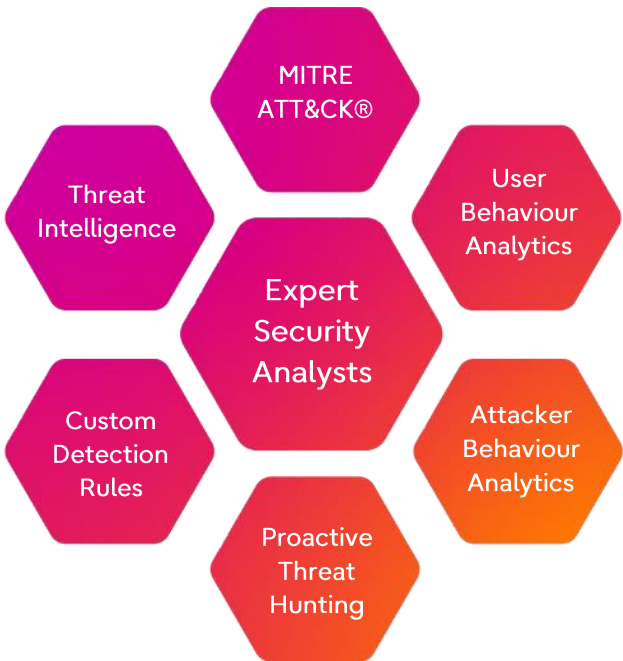 MITRE
ATT&CK®
Threat
Intelligence
User
Behaviour
Analytics
Expert
Security
Analysts
Custom
Detection
Rules
Attacker
Behaviour
Analytics
Proactive
Threat
Hunting